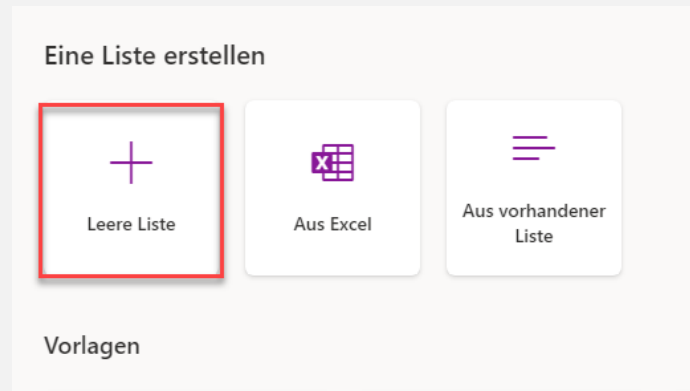 Eine Liste erstellen
Leere Liste
Aus Excel
Aus vorhandener
Liste
Vorlagen